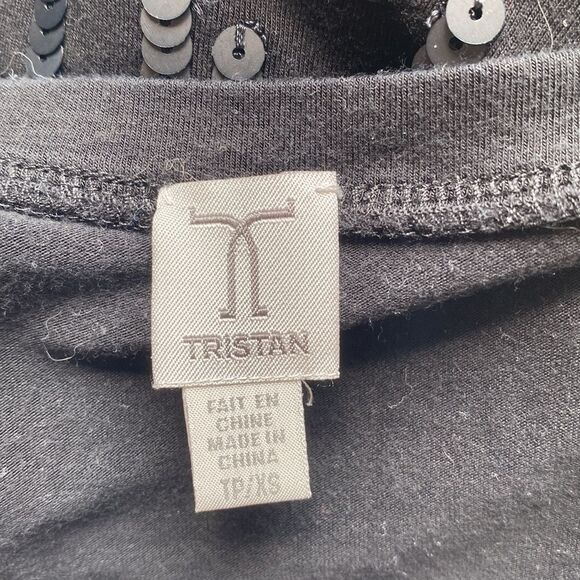 TRISTAN
FAIT EN
CHINE
MADE IN
CHINA
TP/XS